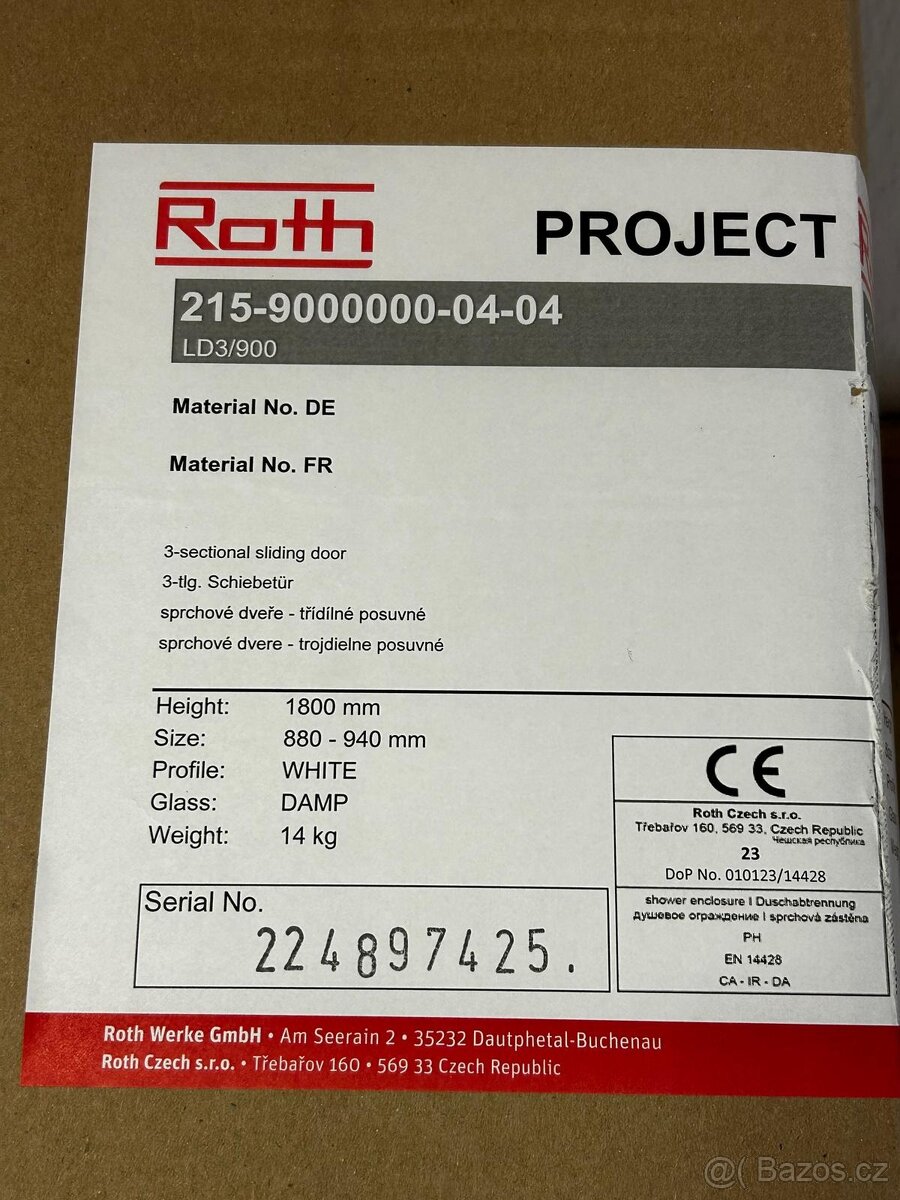 Roth
PROJECT
215-9000000-04-04
LD3/900
Material No. DE
Material No. FR
3-sectional sliding door
3-tlg. Schiebetür
sprchové dveře - třídílné posuvné
sprchové dvere - trojdielne posuvné
Height: 1800 mm
Size: 880 - 940 mm
Profile: WHITE
Glass: DAMP
Weight: 14 kg
Serial No.
224897425.
CE
Roth Czech s.r.o.
Třebařov 160, 569 33, Czech Republic
Чешская республика
23
DoP No. 010123/14428
shower enclosure I Duschabtrennung
душевое ограждение I sprchová zástěna
PH
EN 14428
CA - IR - DA
Roth Werke GmbH • Am Seerain 2 • 35232 Dautphetal-Buchenau
Roth Czech s.r.o. • Třebařov 160 • 569 33 Czech Republic
@( Bazoš.cz